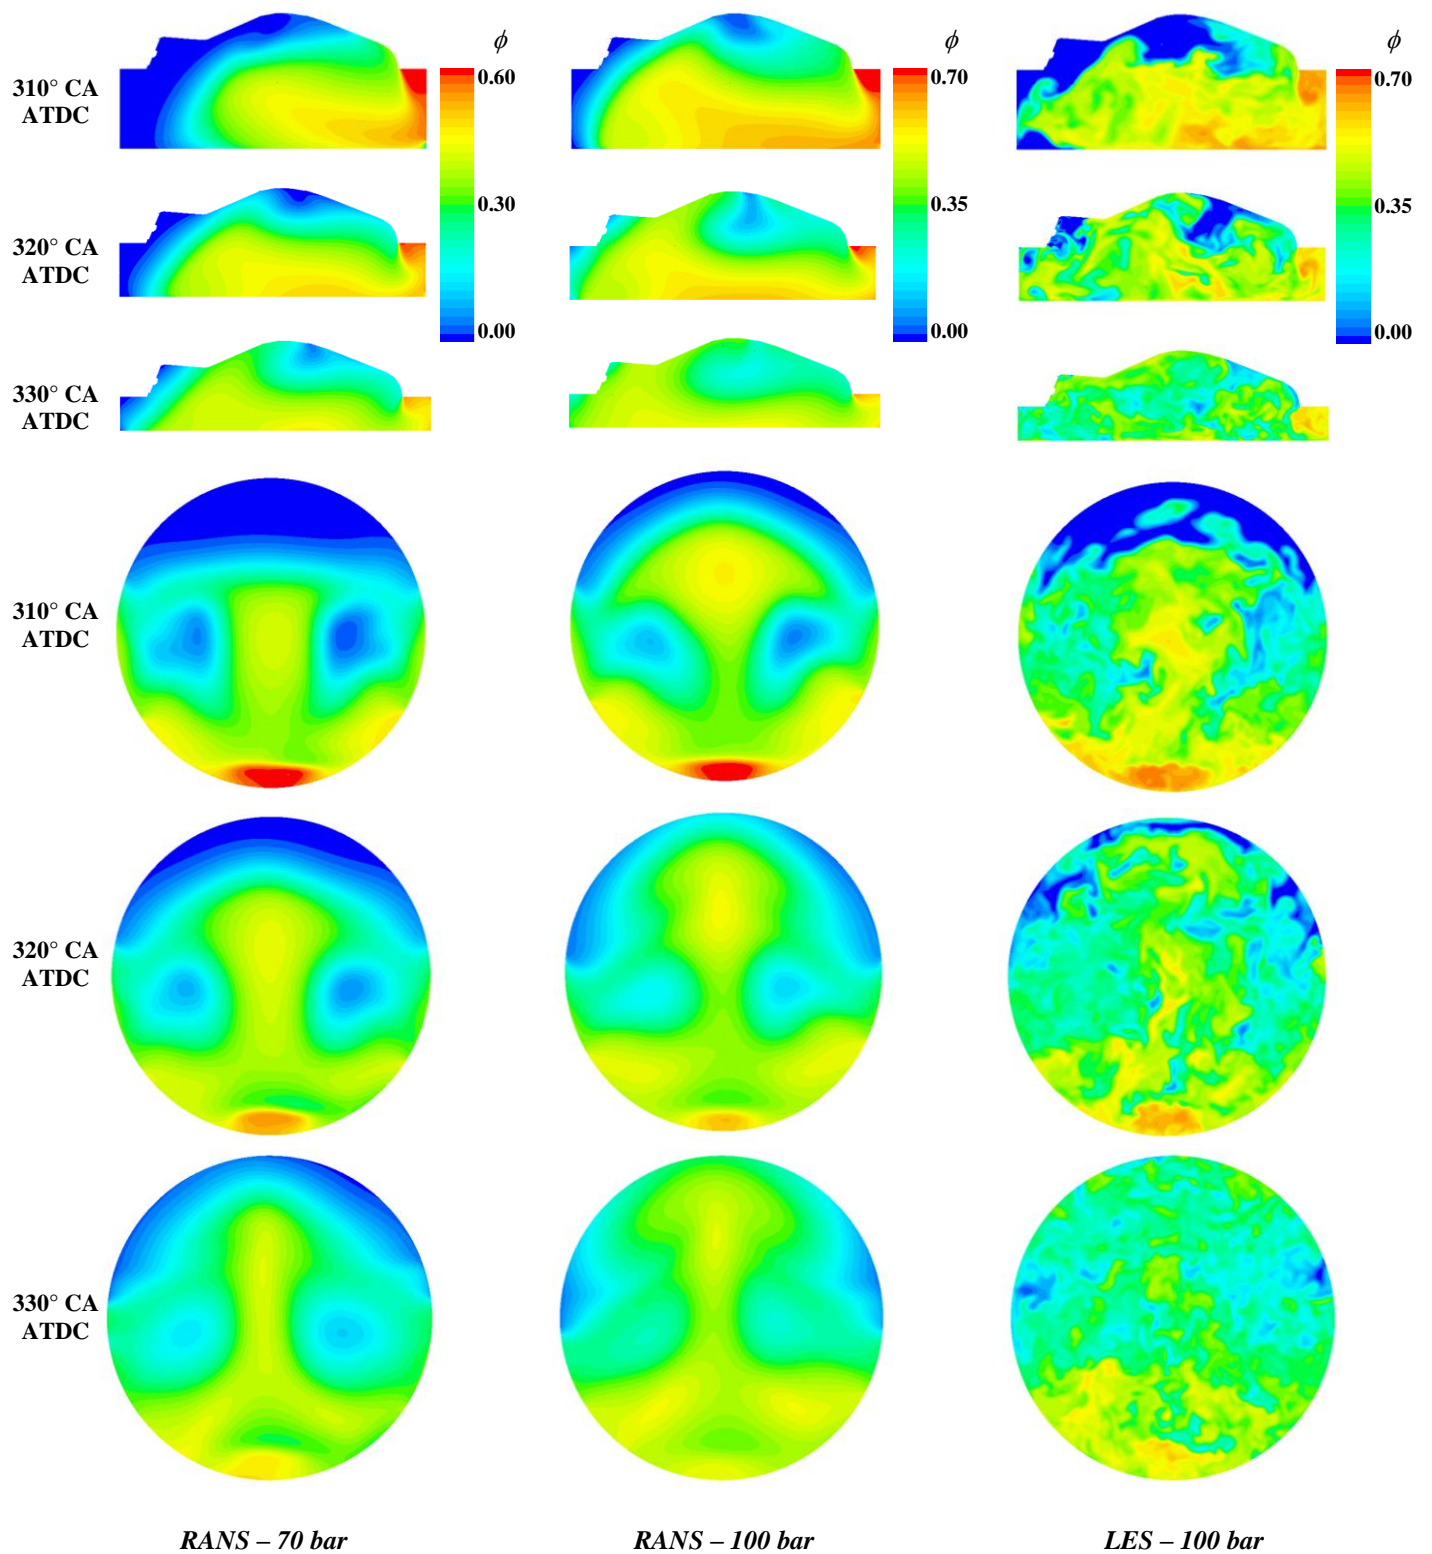 ϕ
ϕ
ϕ
310° CA
ATDC
0.60
0.70
0.70
320° CA
ATDC
0.30
0.35
0.35
0.00
0.00
0.00
330° CA
ATDC
310° CA
ATDC
320° CA
ATDC
330° CA
ATDC
RANS – 70 bar
RANS – 100 bar
LES – 100 bar